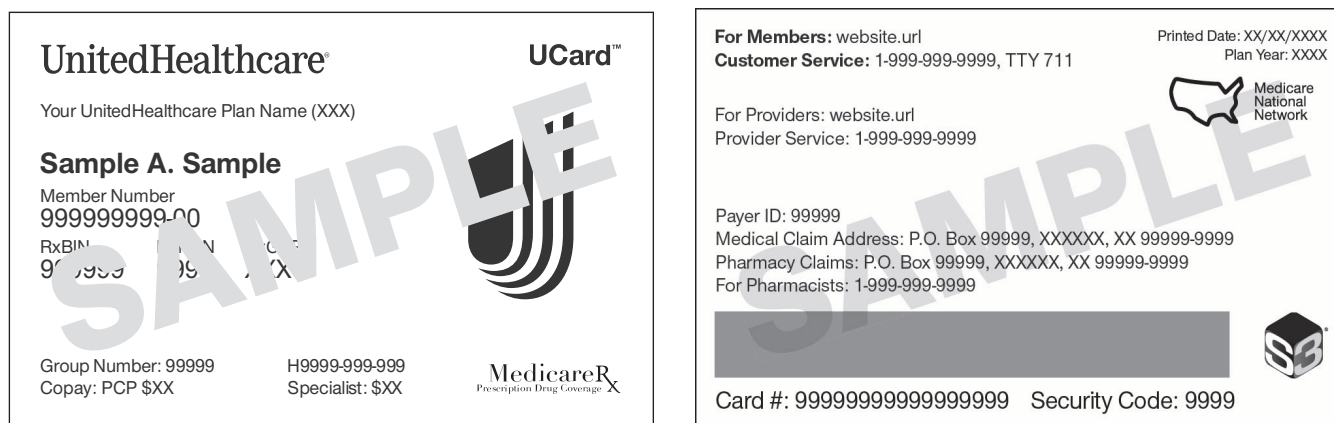 UnitedHealthcare®
UCard™
Your UnitedHealthcare Plan Name (XXX)
Sample A. Sample
Member Number
999999999-00
RxBIN
Group Number: 99999 H9999-999-999
Copay: PCP $XX Specialist: $XX
MedicareRx
Prescription Drug Coverage
SAMPLE
For Members: website.url
Customer Service: 1-999-999-9999, TTY 711
Printed Date: XX/XX/XXXX
Plan Year: XXXX
Medicare
National
Network
For Providers: website.url
Provider Service: 1-999-999-9999
Payer ID: 99999
Medical Claim Address: P.O. Box 99999, XXXXXX, XX 99999-9999
Pharmacy Claims: P.O. Box 99999, XXXXXX, XX 99999-9999
For Pharmacists: 1-999-999-9999
S3®
Card #: 99999999999999999 Security Code: 9999
SAMPLE